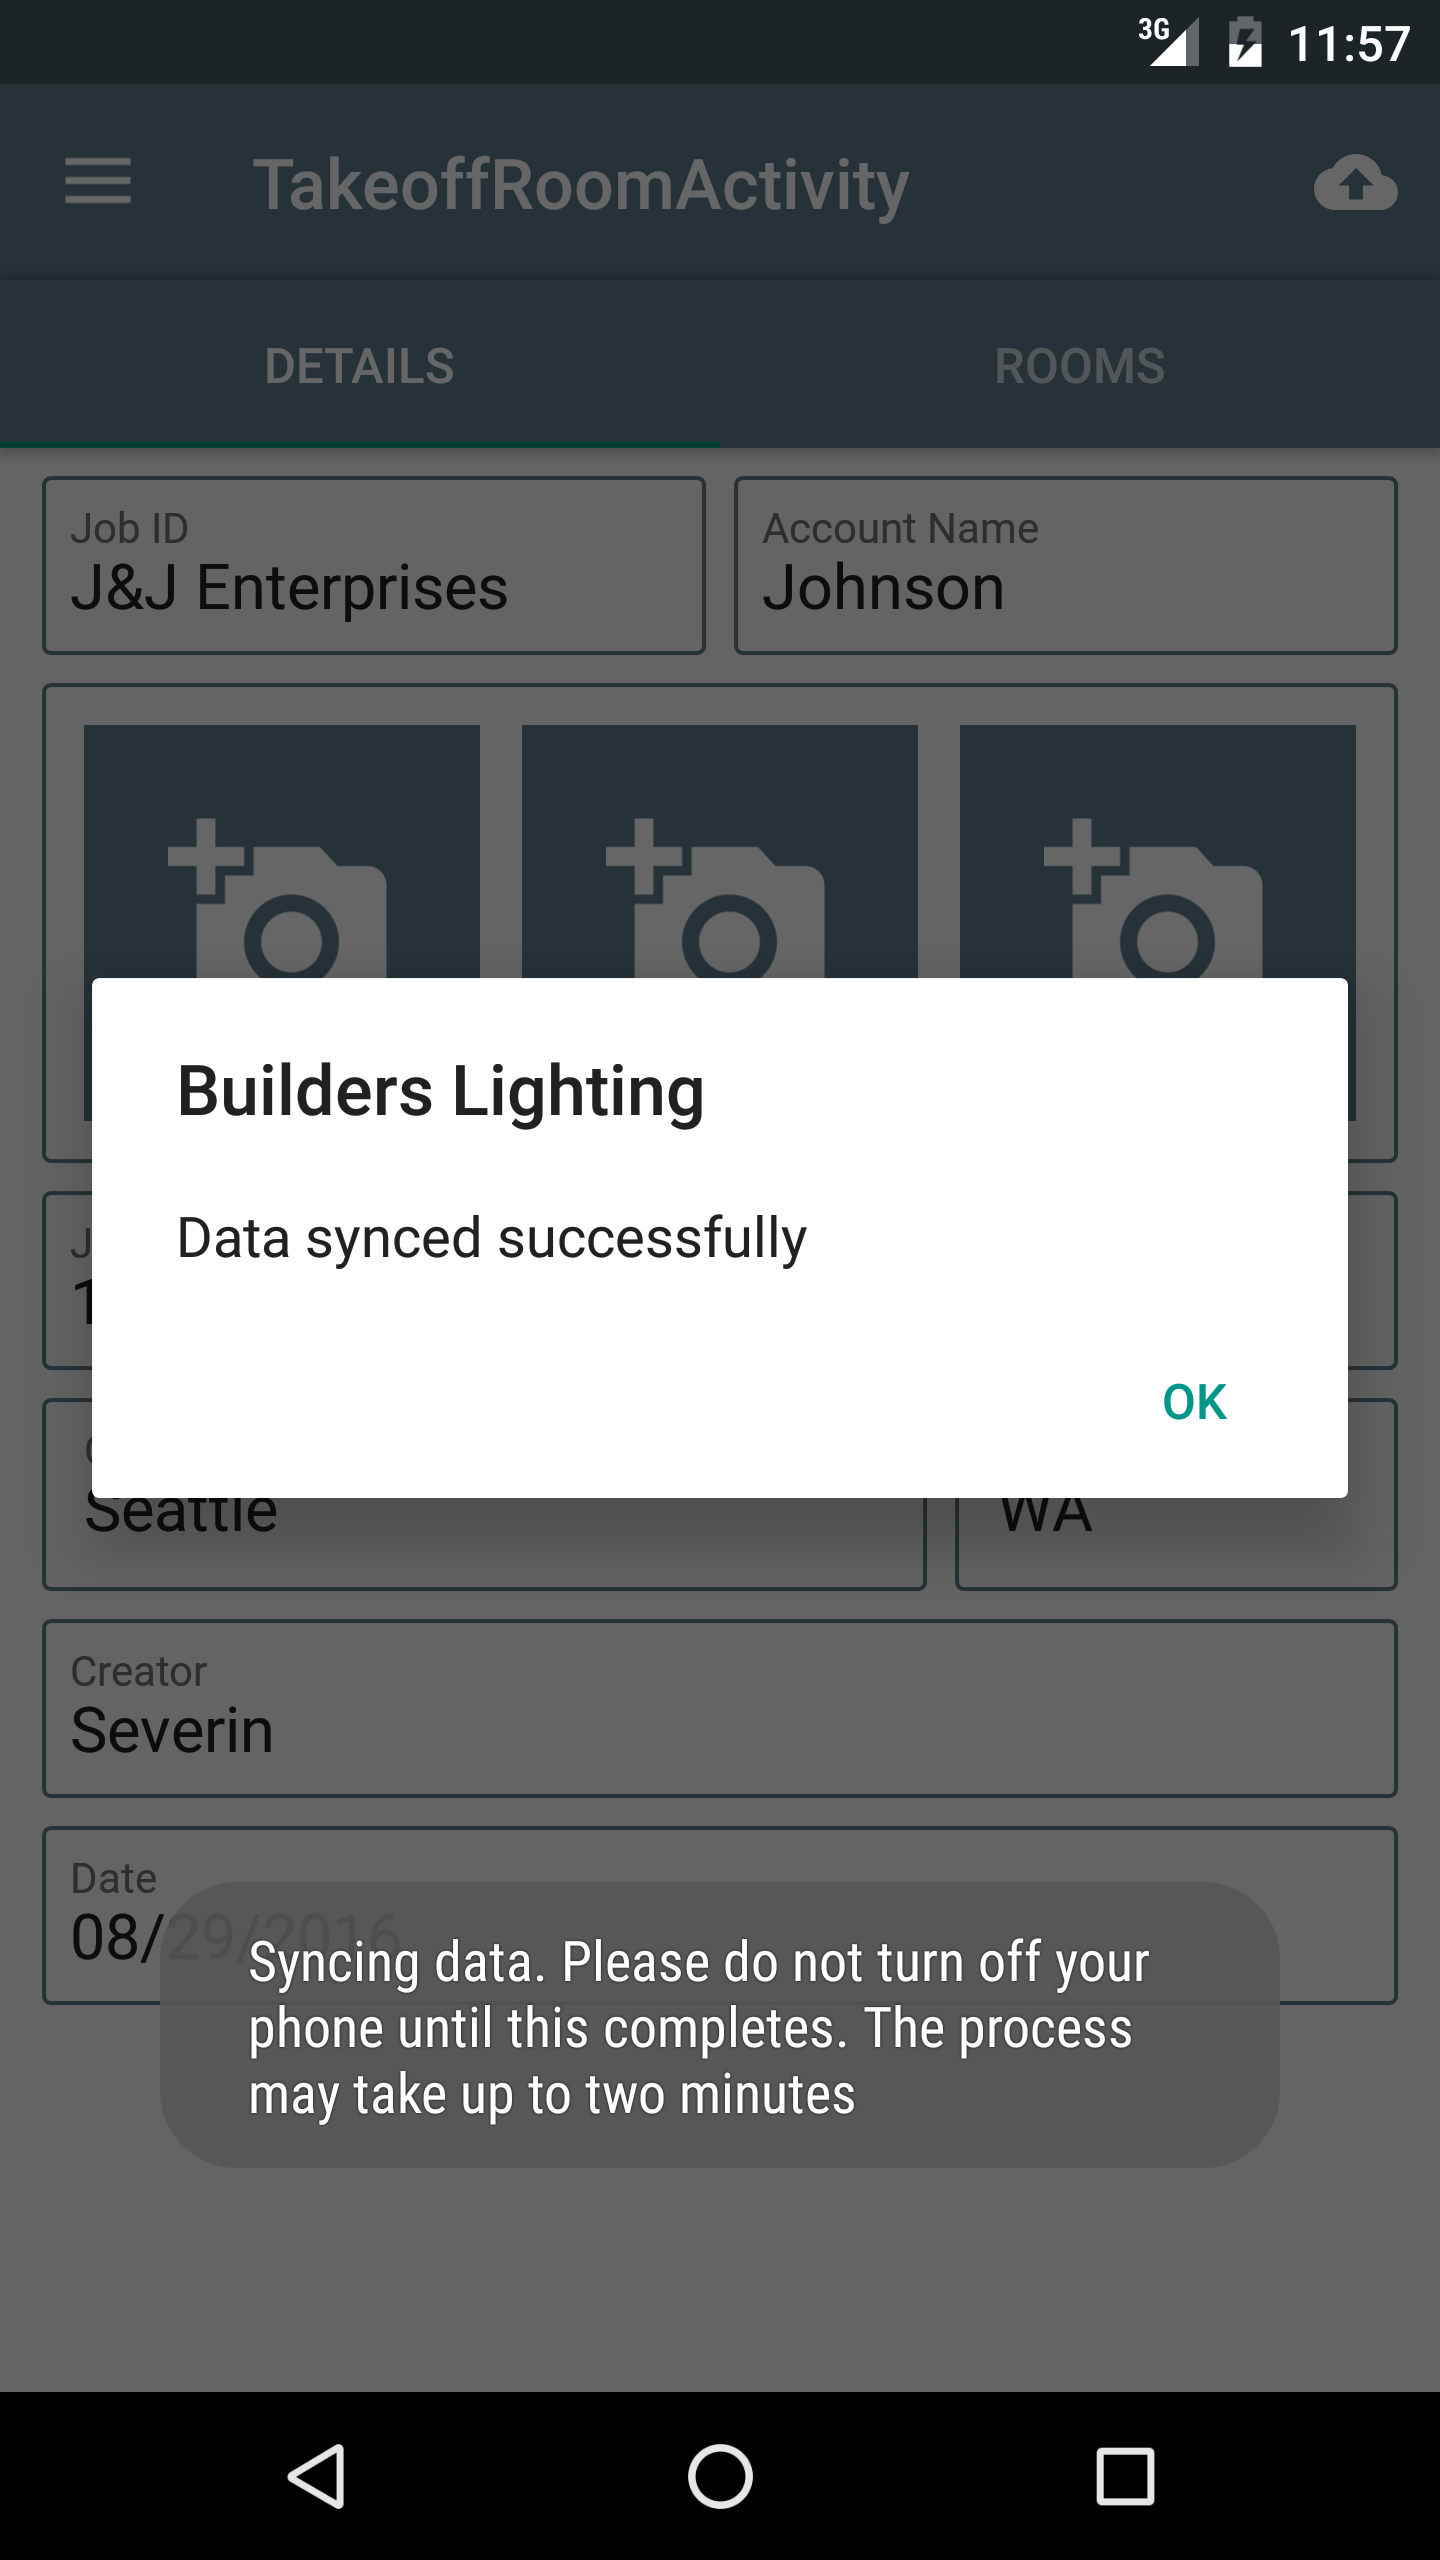 3G 11:57
TakeoffRoomActivity
DETAILS ROOMS
Job ID Account Name
J&J Enterprises Johnson
Builders Lighting
Data synced successfully
OK
Seattle WA
Creator
Severin
Date
08/29/2016
Syncing data. Please do not turn off your
phone until this completes. The process
may take up to two minutes